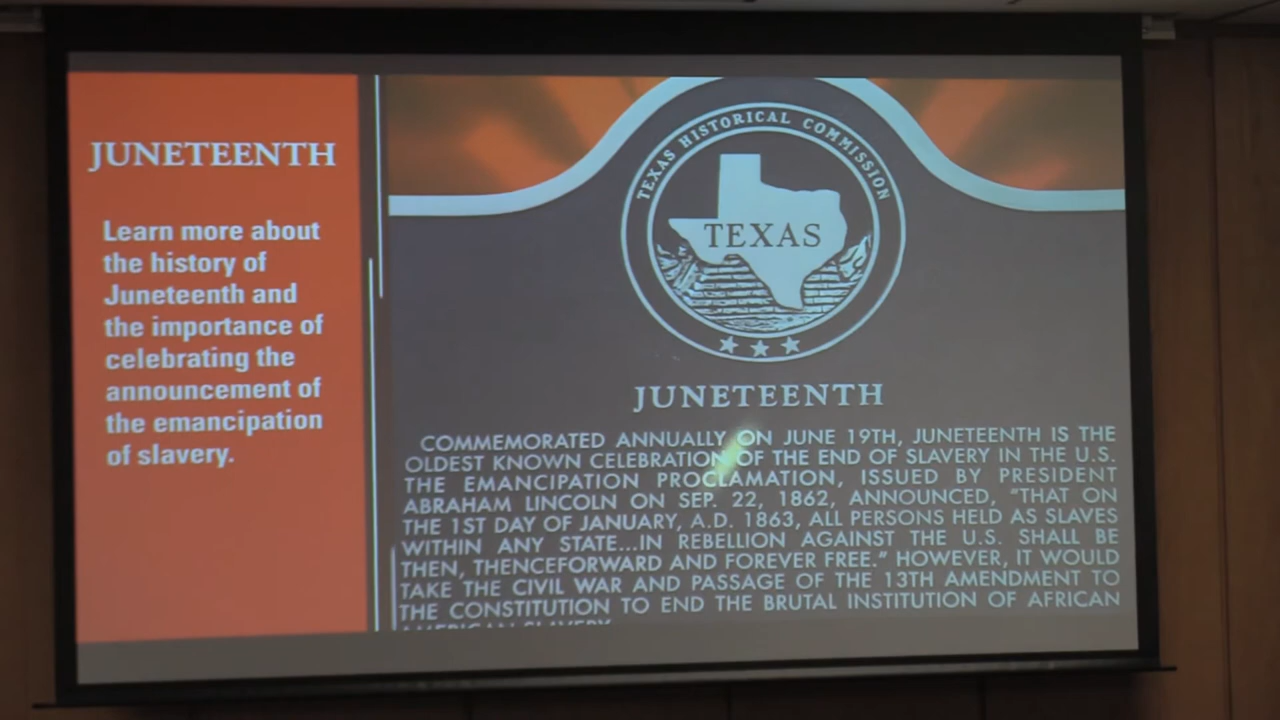 JUNETEENTH
Learn more about
the history of
Juneteenth and
the importance of
celebrating the
announcement of
the emancipation
of slavery.
TEXAS HISTORICAL COMMISSION
TEXAS
JUNETEENTH
COMMEMORATED ANNUALLY ON JUNE 19TH, JUNETEENTH IS THE
OLDEST KNOWN CELEBRATION OF THE END OF SLAVERY IN THE U.S.
THE EMANCIPATION PROCLAMATION, ISSUED BY PRESIDENT
ABRAHAM LINCOLN ON SEP. 22, 1862, ANNOUNCED, "THAT ON
THE 1ST DAY OF JANUARY, A.D. 1863, ALL PERSONS HELD AS SLAVES
WITHIN ANY STATE...IN REBELLION AGAINST THE U.S. SHALL BE
THEN, THENCEFORWARD AND FOREVER FREE." HOWEVER, IT WOULD
TAKE THE CIVIL WAR AND PASSAGE OF THE 13TH AMENDMENT TO
THE CONSTITUTION TO END THE BRUTAL INSTITUTION OF AFRICAN
AMERICAN SLAVERY